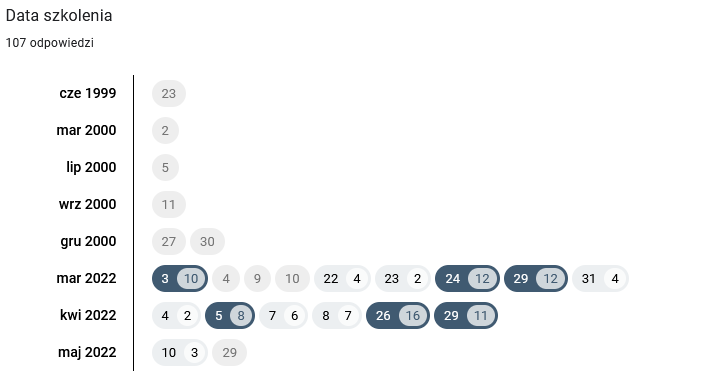 Data szkolenia
107 odpowiedzi
cze 1999 23
mar 2000 2
lip 2000 5
wrz 2000 11
gru 2000 27 30
mar 2022 3 10 4 9 10 22 4 23 2 24 12 29 12 31 4
kwi 2022 4 2 5 8 7 6 8 7 26 16 29 11
maj 2022 10 3 29